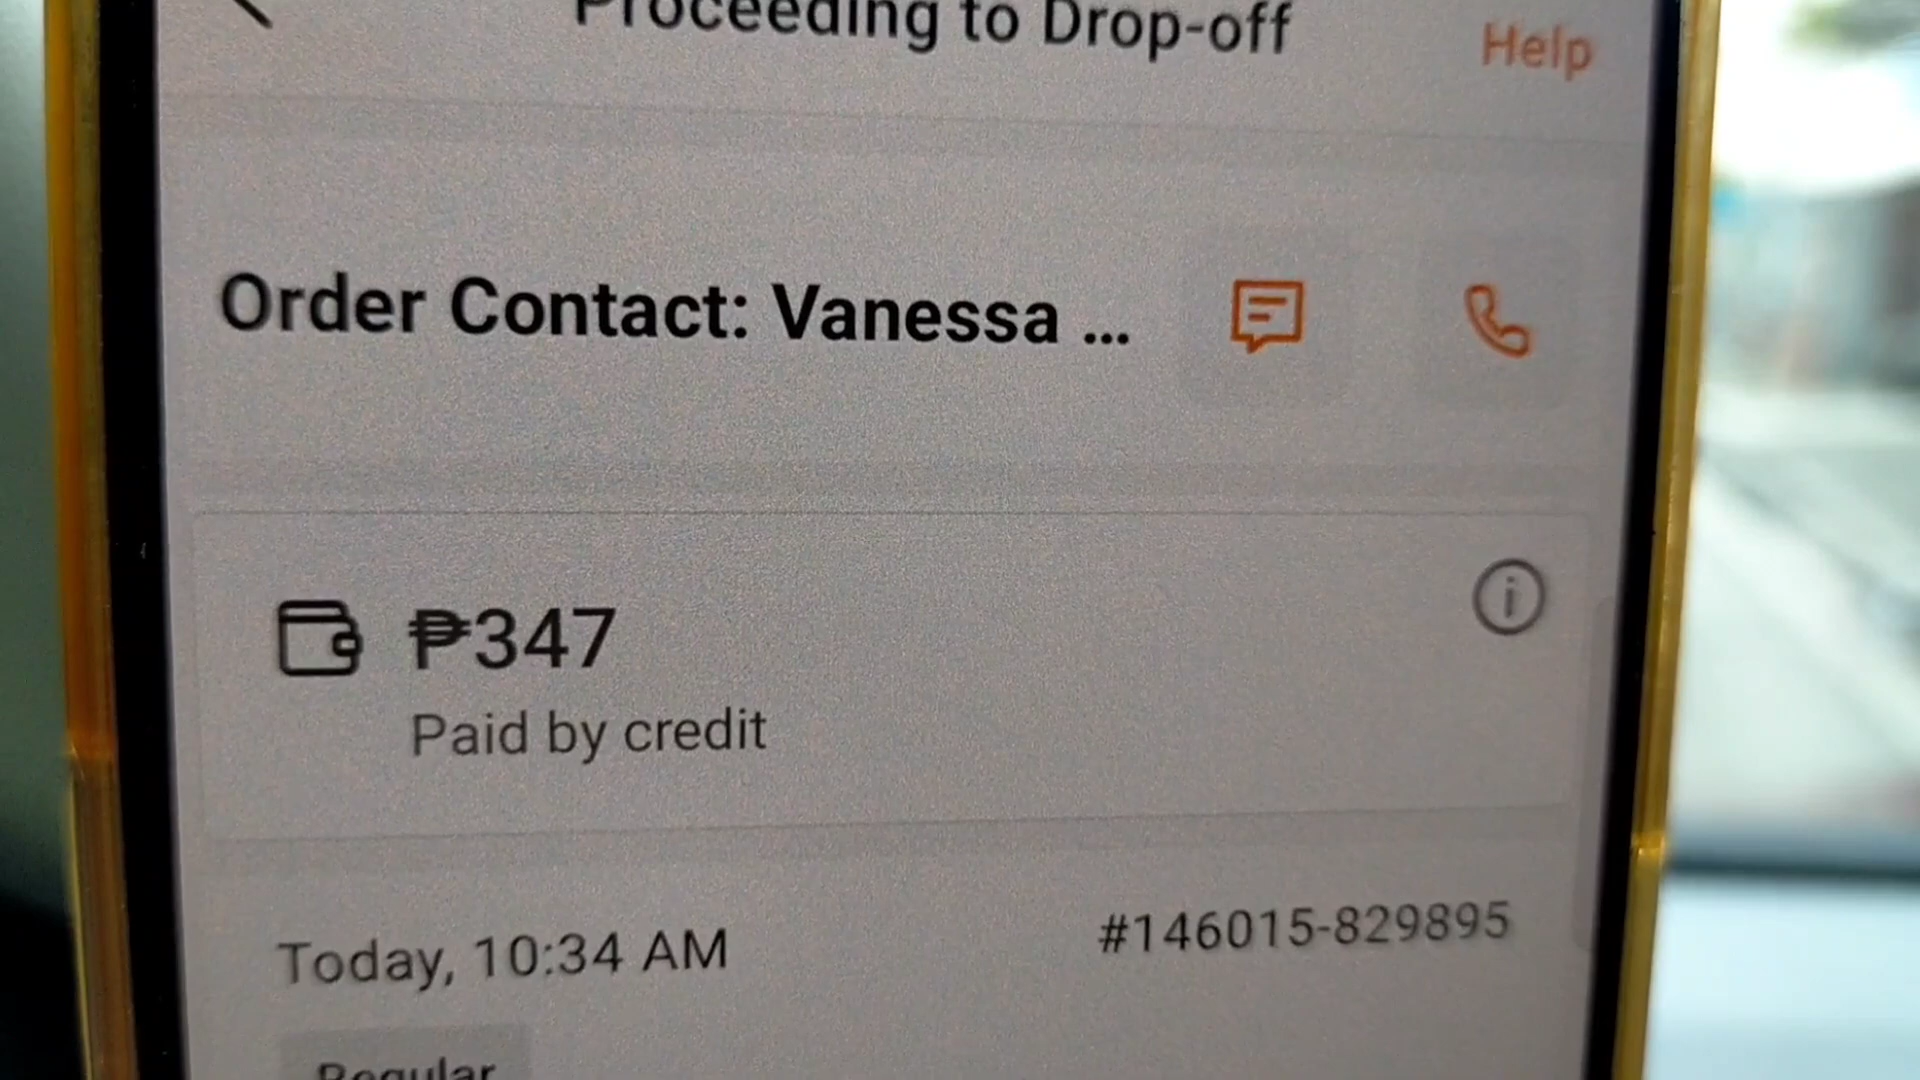 Proceeding to Drop-off
Help
Order Contact: Vanessa ...
₱347
Paid by credit
Today, 10:34 AM
#146015-829895
Regular